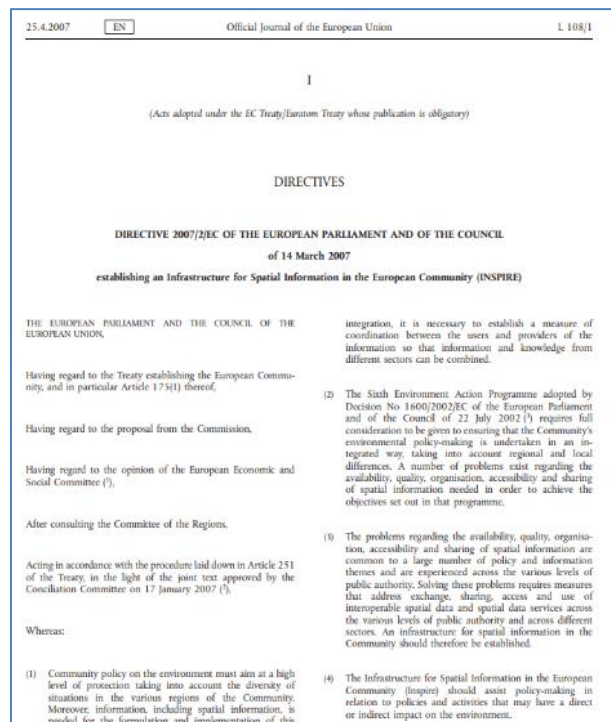 25.4.2007
EN
Official Journal of the European Union
L 108/1
I
(Acts adopted under the EC Treaty/Euratom Treaty whose publication is obligatory)
DIRECTIVES
DIRECTIVE 2007/2/EC OF THE EUROPEAN PARLIAMENT AND OF THE COUNCIL
of 14 March 2007
establishing an Infrastructure for Spatial Information in the European Community (INSPIRE)
THE EUROPEAN PARLIAMENT AND THE COUNCIL OF THE
EUROPEAN UNION,
Having regard to the Treaty establishing the European Commu-
nity, and in particular Article 175(1) thereof,
Having regard to the proposal from the Commission,
Having regard to the opinion of the European Economic and
Social Committee (1),
After consulting the Committee of the Regions,
Acting in accordance with the procedure laid down in Article 251
of the Treaty, in the light of the joint text approved by the
Conciliation Committee on 17 January 2007 (2),
Whereas:
(1) Community policy on the environment must aim at a high
level of protection taking into account the diversity of
situations in the various regions of the Community.
Moreover, information, including spatial information, is
needed for the formulation and implementation of this
integration, it is necessary to establish a measure of
coordination between the users and providers of the
information so that information and knowledge from
different sectors can be combined.
(2) The Sixth Environment Action Programme adopted by
Decision No 1600/2002/EC of the European Parliament
and of the Council of 22 July 2002 (3) requires full
consideration to be given to ensuring that the Community's
environmental policy-making is undertaken in an in-
tegrated way, taking into account regional and local
differences. A number of problems exist regarding the
availability, quality, organisation, accessibility and sharing
of spatial information needed in order to achieve the
objectives set out in that programme.
(3) The problems regarding the availability, quality, organisa-
tion, accessibility and sharing of spatial information are
common to a large number of policy and information
themes and are experienced across the various levels of
public authority. Solving these problems requires measures
that address exchange, sharing, access and use of
interoperable spatial data and spatial data services across
the various levels of public authority and across different
sectors. An infrastructure for spatial information in the
Community should therefore be established.
(4) The Infrastructure for Spatial Information in the European
Community (Inspire) should assist policy-making in
relation to policies and activities that may have a direct
or indirect impact on the environment.